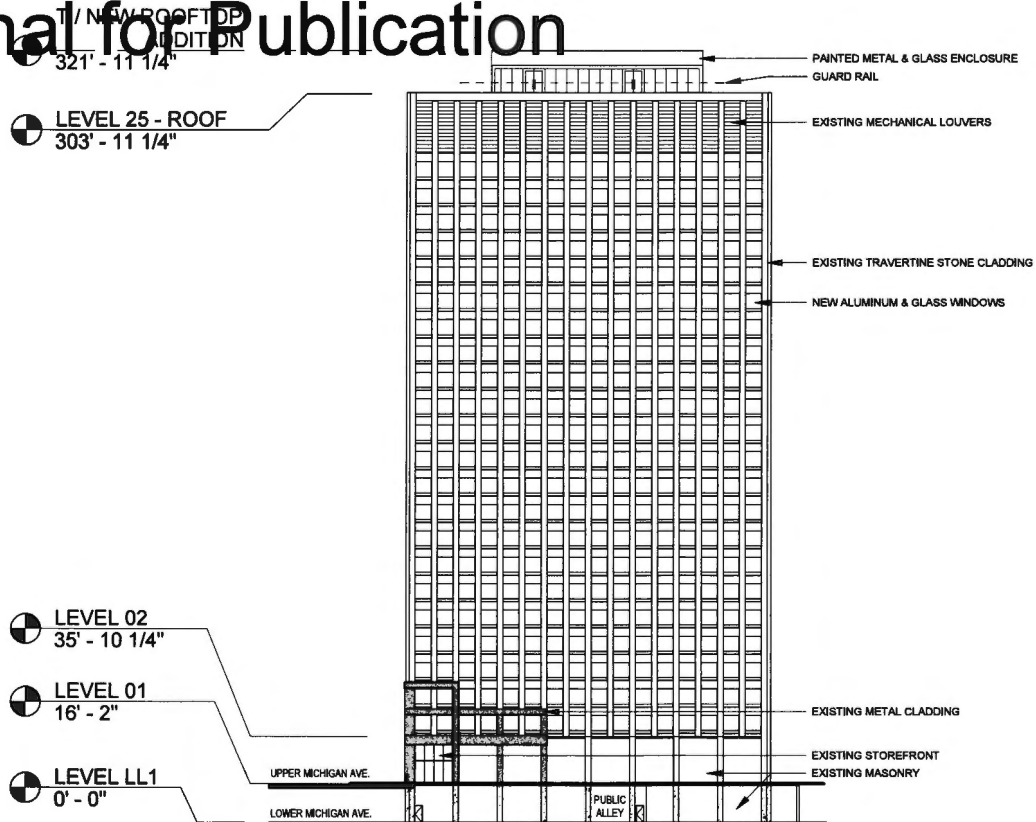 nal for Publication
T/ NEW ROOFTOP
ADDITION
321' - 11 1/4"
LEVEL 25 - ROOF
303' - 11 1/4"
PAINTED METAL & GLASS ENCLOSURE
GUARD RAIL
EXISTING MECHANICAL LOUVERS
EXISTING TRAVERTINE STONE CLADDING
NEW ALUMINUM & GLASS WINDOWS
LEVEL 02
35' - 10 1/4"
LEVEL 01
16' - 2"
LEVEL LL1
0' - 0"
EXISTING METAL CLADDING
EXISTING STOREFRONT
EXISTING MASONRY
UPPER MICHIGAN AVE.
LOWER MICHIGAN AVE.
PUBLIC
ALLEY